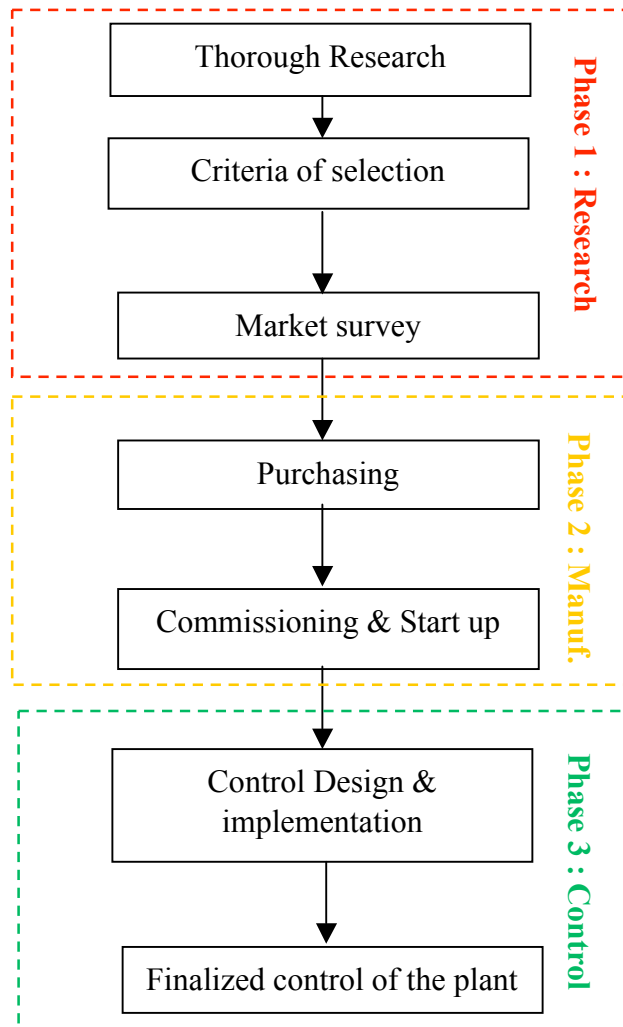 Thorough Research
Criteria of selection
Market survey
Phase 1 : Research
Purchasing
Commissioning & Start up
Phase 2 : Manuf.
Control Design &
implementation
Finalized control of the plant
Phase 3 : Control